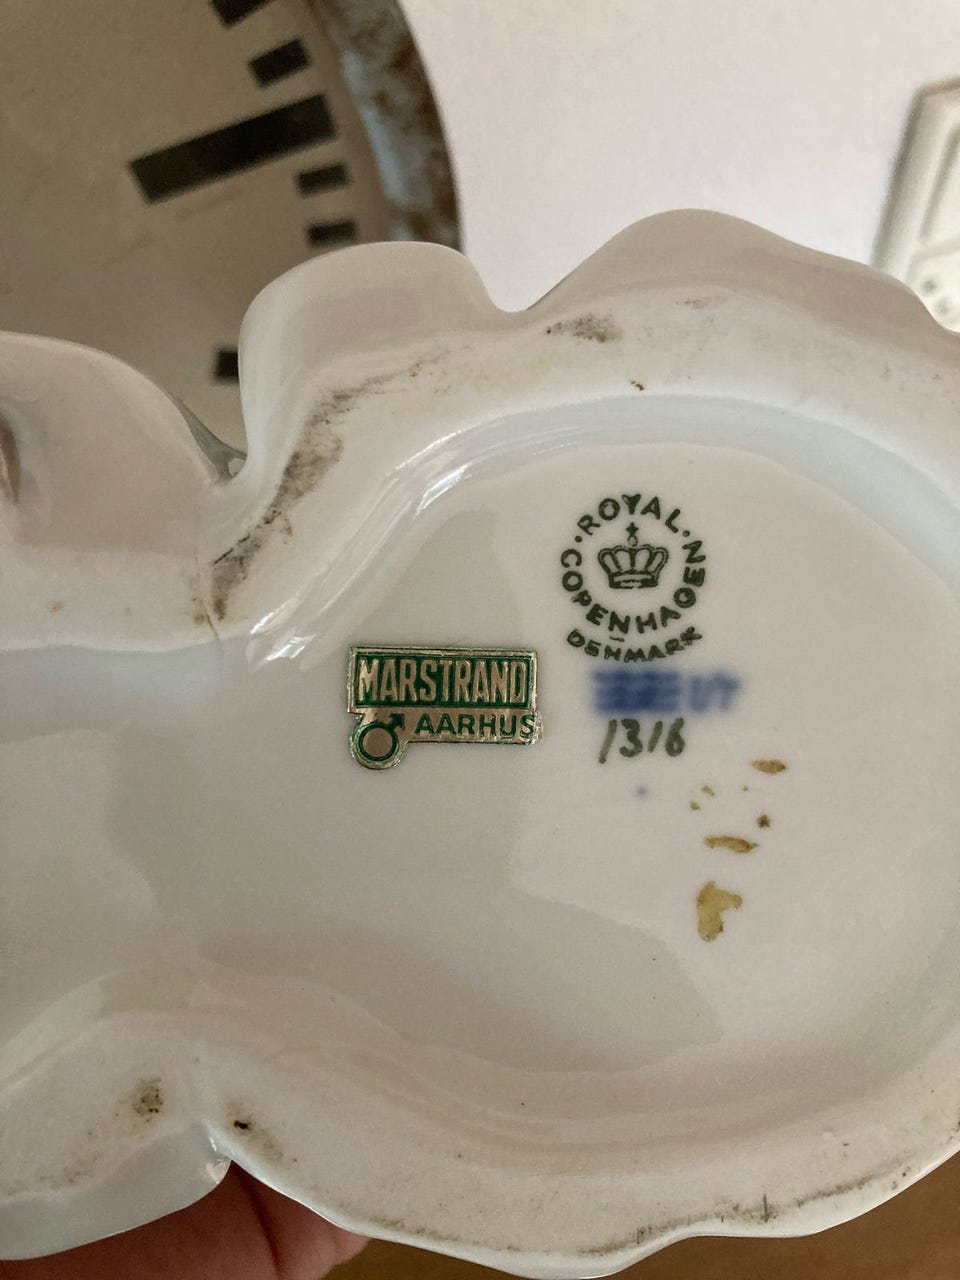 ROYAL
COPENHAGEN
DENMARK
MARSTRAND
AARHUS
1316